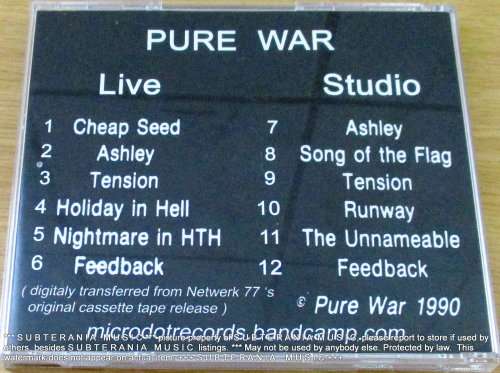 PURE WAR
Live
1 Cheap Seed
2 Ashley
3 Tension
4 Holiday in Hell
5 Nightmare in HTH
6 Feedback
Studio
7 Ashley
8 Song of the Flag
9 Tension
10 Runway
11 The Unnameable
12 Feedback
( digitaly transferred from Netwerk 77 's
original cassette tape release )
© Pure War 1990
microdotrecords.bandcamp.com
*** S U B T E R A N I A M U S I C *** picture property of S U B T E R A N I A M U S I C , please report to store if used by
others, besides S U B T E R A N I A M U S I C listings. *** May not be used by anybody else. Protected by law. This
watermark does not appear on actual item *** S U B T E R A N I A M U S I C ***